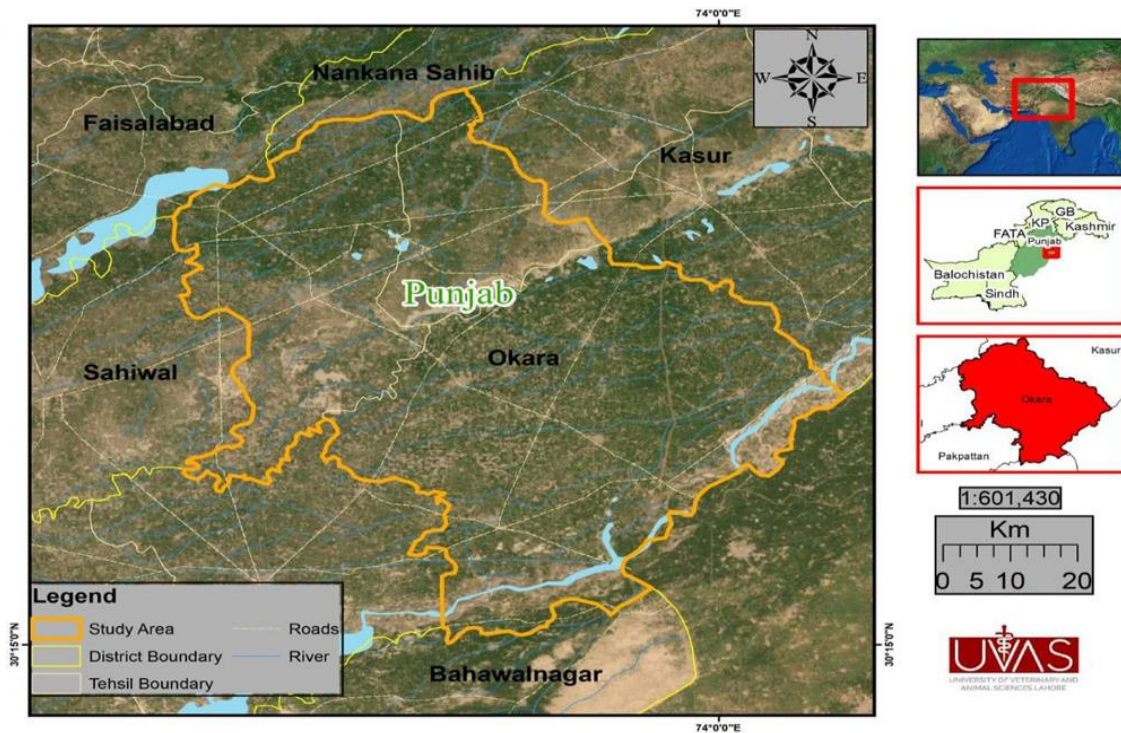 74°0'0"E
N
W E
S
Nankana Sahib
Faisalabad
Kasur
Punjab
Okara
Sahiwal
Bahawalnagar
Legend
Study Area
District Boundary
Tehsil Boundary
Roads
River
30°15'0"N
30°15'0"N
74°0'0"E
GB
KP
Kashmir
FATA
Punjab
Balochistan
Sindh
Kasur
Okara
Pakpattan
1:601,430
Km
0 5 10 20
UVAS
UNIVERSITY OF VETERINARY AND
ANIMAL SCIENCES LAHORE